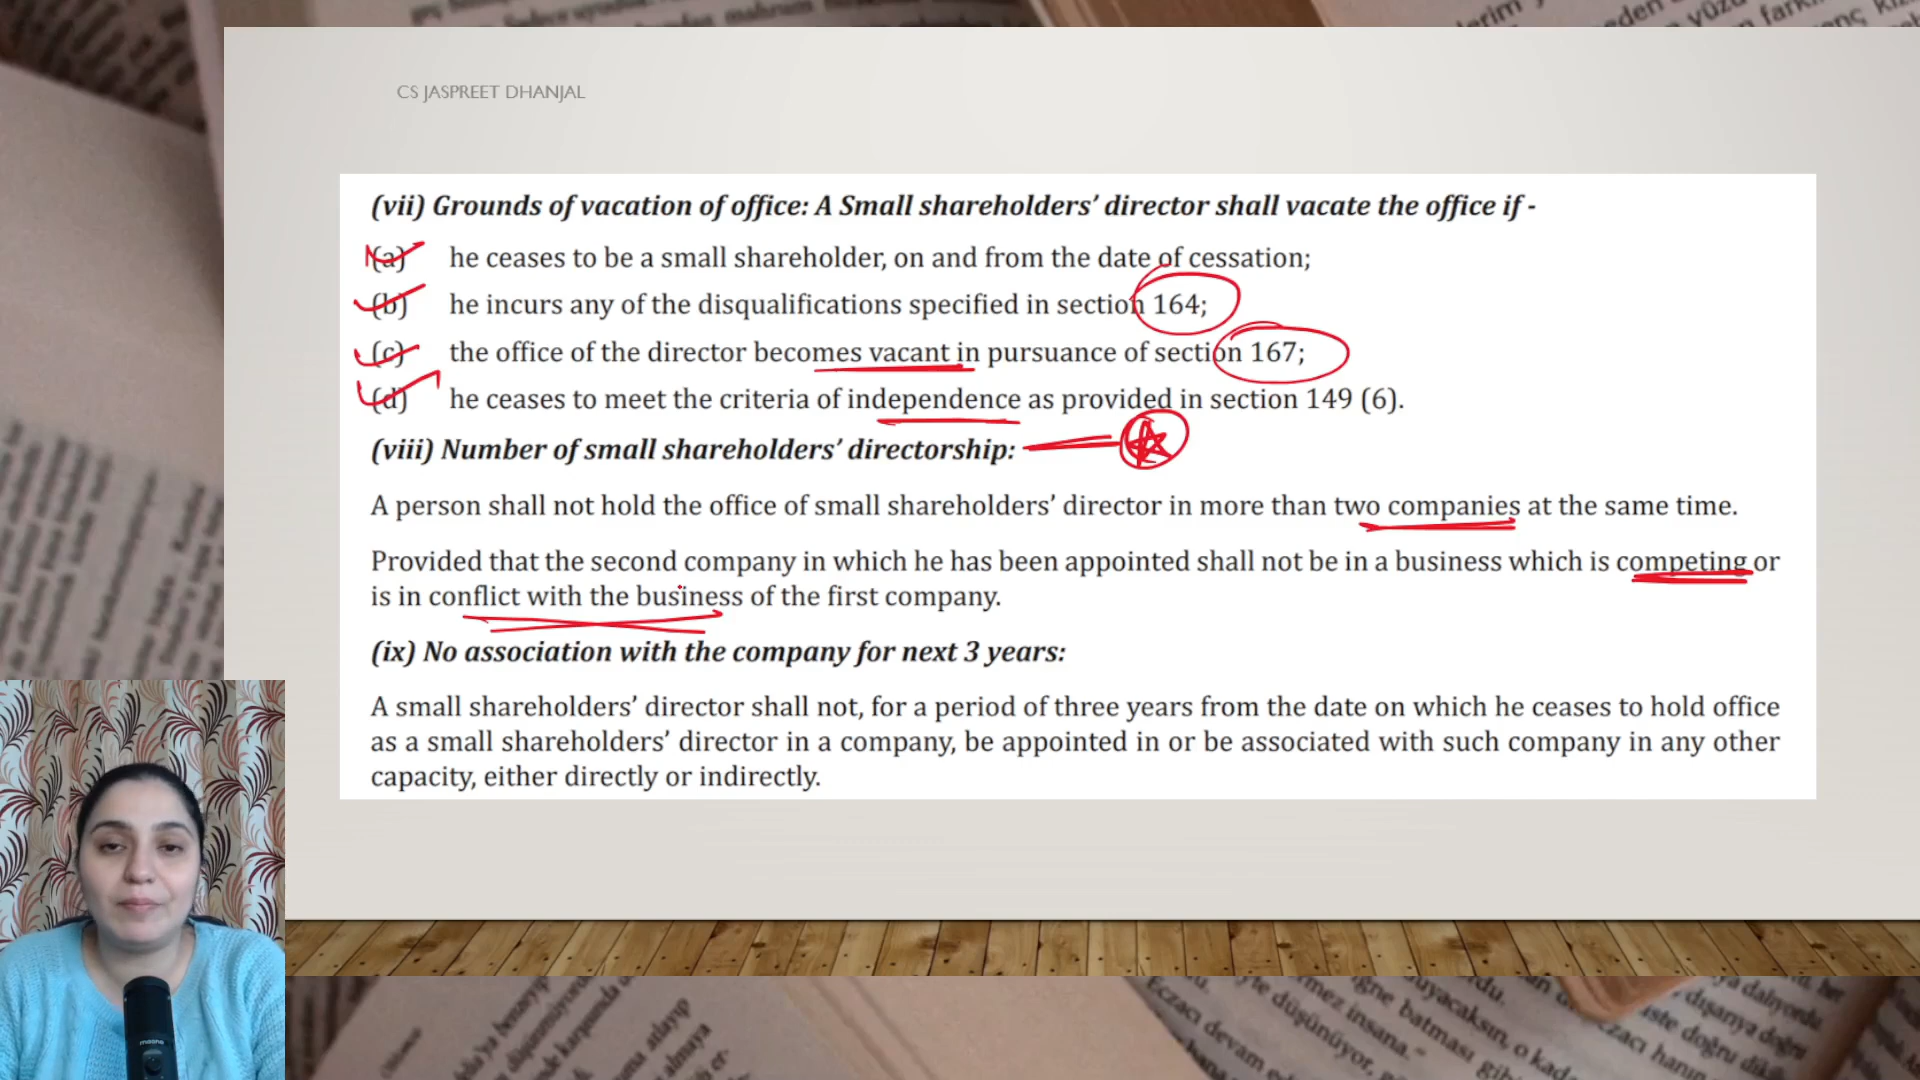 CS JASPREET DHANJAL
(vii) Grounds of vacation of office: A Small shareholders’ director shall vacate the office if -
(a) he ceases to be a small shareholder, on and from the date of cessation;
(b) he incurs any of the disqualifications specified in section 164;
(c) the office of the director becomes vacant in pursuance of section 167;
(d) he ceases to meet the criteria of independence as provided in section 149 (6).
(viii) Number of small shareholders’ directorship:
A person shall not hold the office of small shareholders’ director in more than two companies at the same time.
Provided that the second company in which he has been appointed shall not be in a business which is competing or
is in conflict with the business of the first company.
(ix) No association with the company for next 3 years:
A small shareholders’ director shall not, for a period of three years from the date on which he ceases to hold office
as a small shareholders’ director in a company, be appointed in or be associated with such company in any other
capacity, either directly or indirectly.